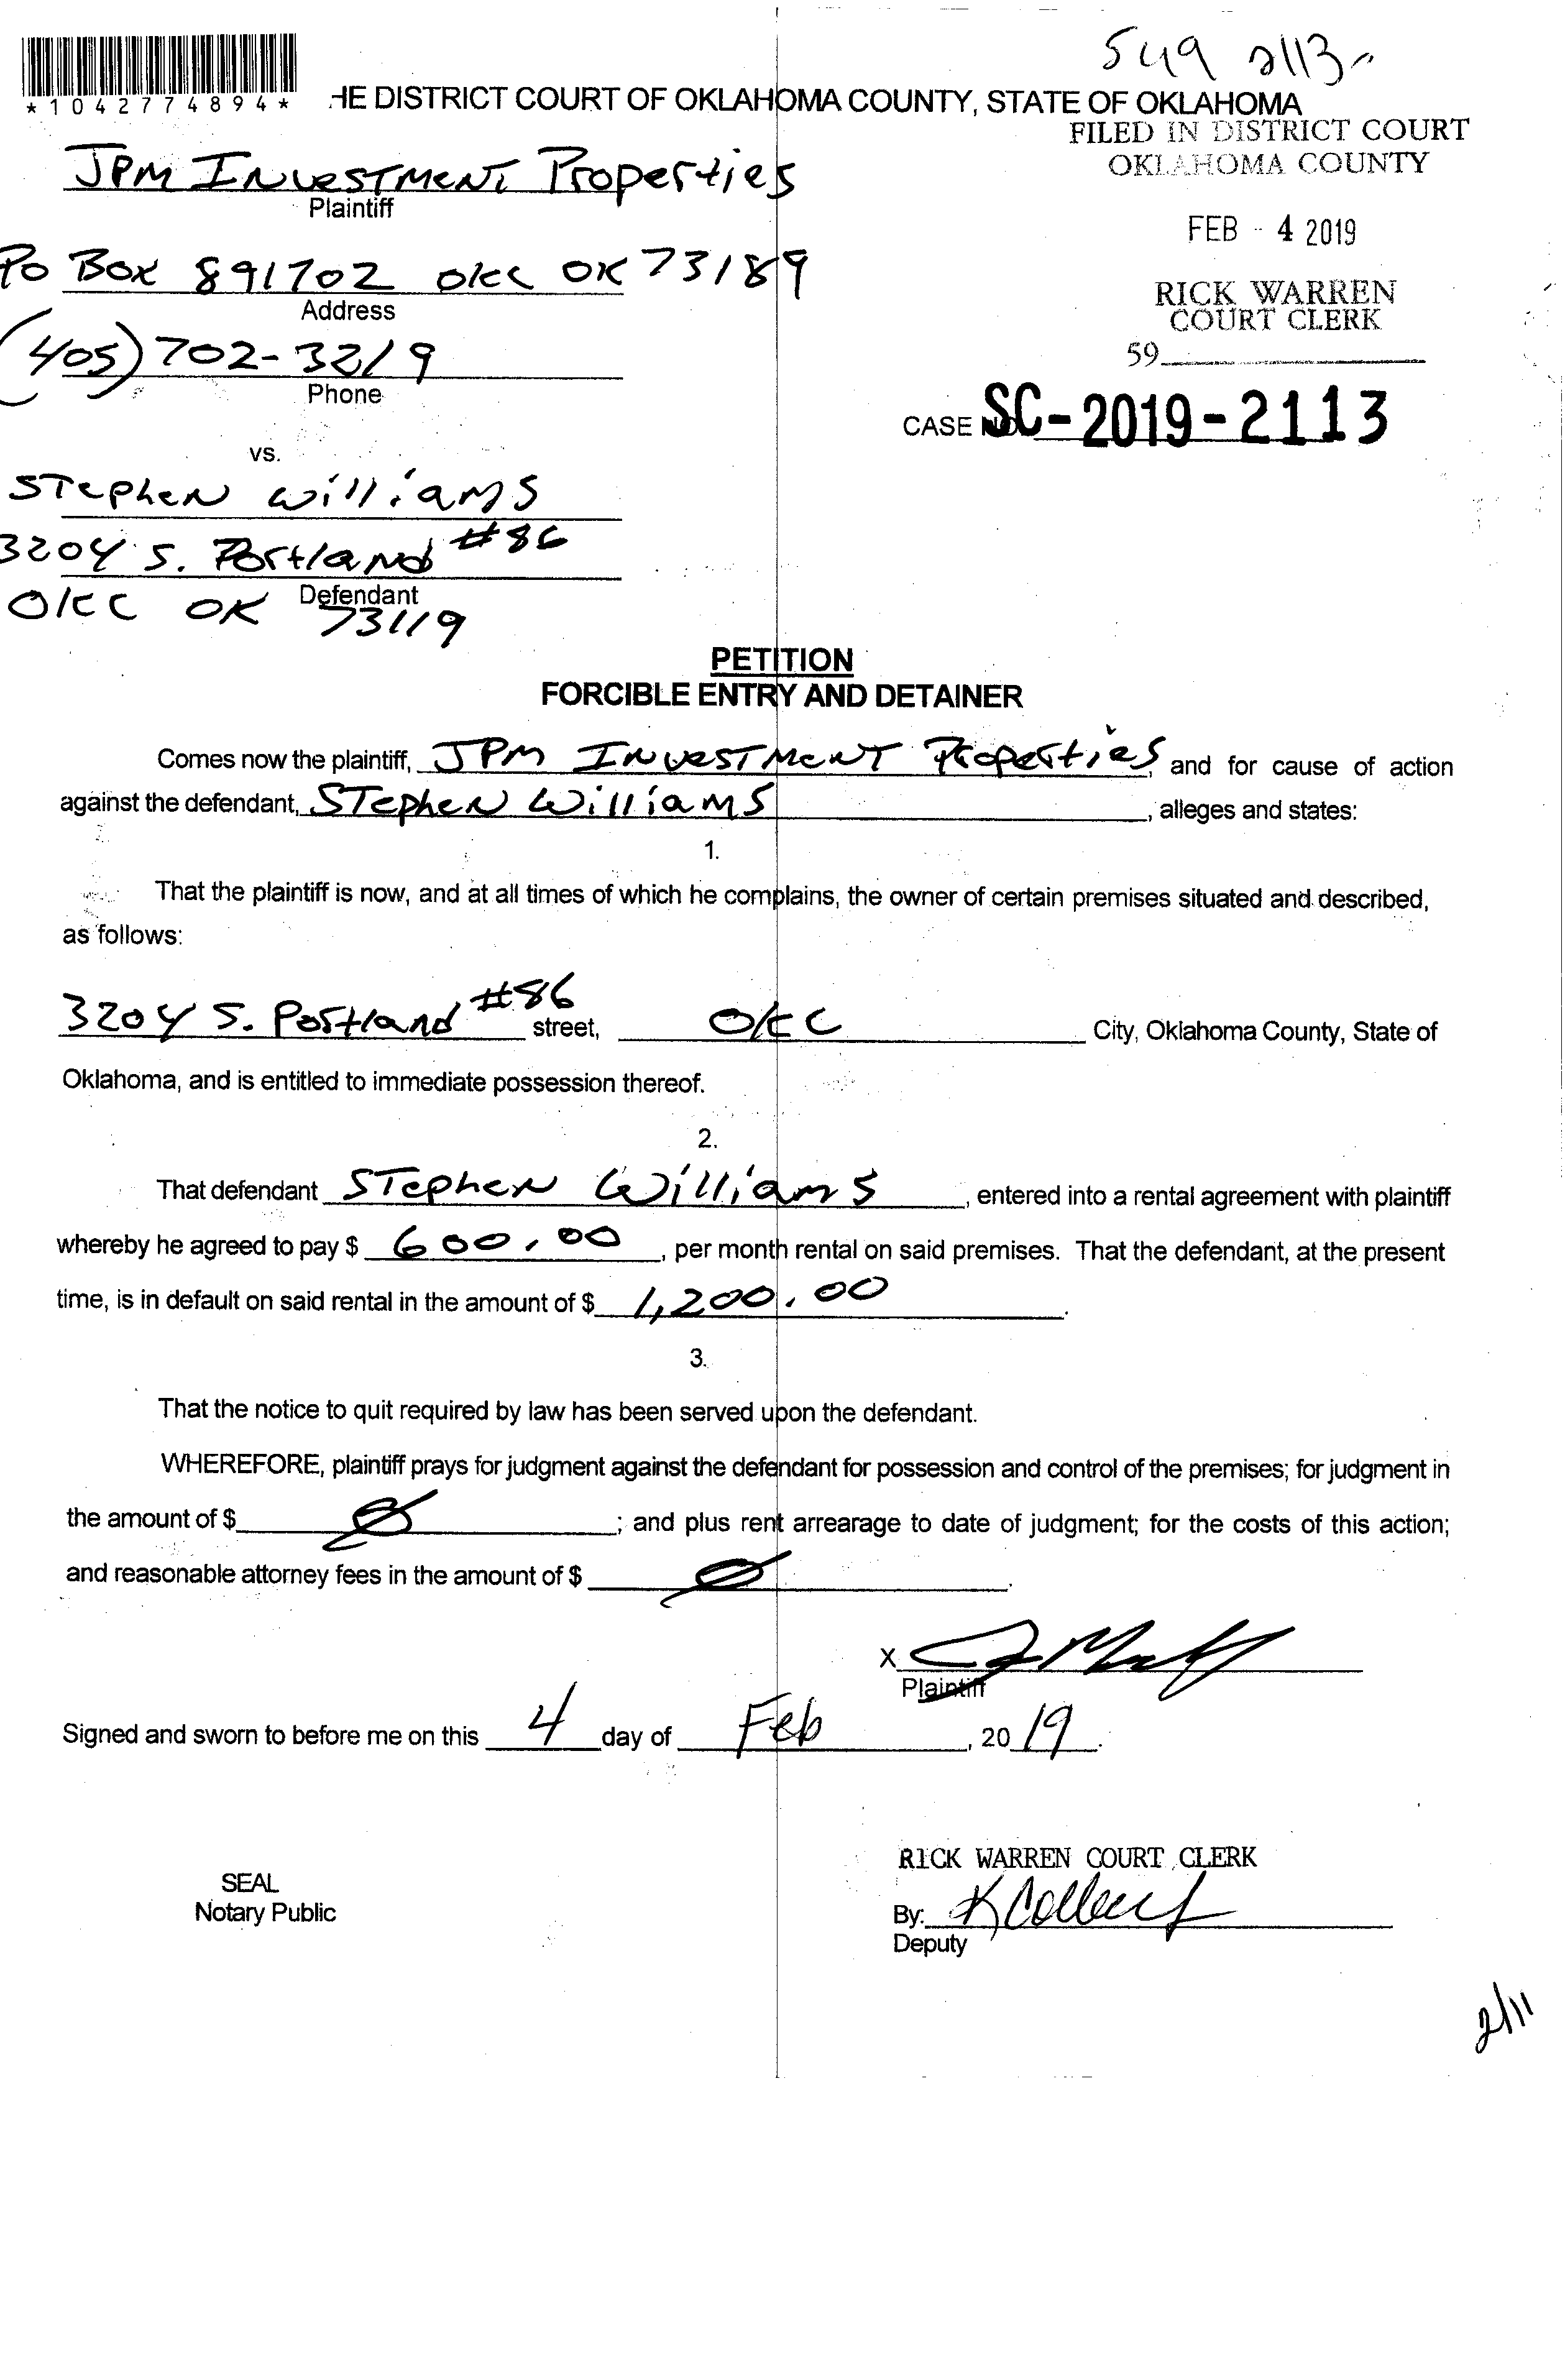 549 2113
*1042774894*
HE DISTRICT COURT OF OKLAHOMA COUNTY, STATE OF OKLAHOMA
FILED IN DISTRICT COURT
OKLAHOMA COUNTY
JPM Investment Properties
Plaintiff
FEB - 4 2019
PO Box 891702 OKC OK 73189
Address
RICK WARREN
COURT CLERK
(405) 702-3219
Phone
59
CASE NO. SC-2019-2113
vs.
Stephen Williams
3204 S. Portland #86
Defendant
OKC OK 73119
PETITION
FORCIBLE ENTRY AND DETAINER
Comes now the plaintiff, JPM Investment Properties, and for cause of action
against the defendant, Stephen Williams, alleges and states:
1.
That the plaintiff is now, and at all times of which he complains, the owner of certain premises situated and described,
as follows:
3204 S. Portland #86 street, OKC City, Oklahoma County, State of
Oklahoma, and is entitled to immediate possession thereof.
2.
That defendant Stephen Williams, entered into a rental agreement with plaintiff
whereby he agreed to pay $ 600.00, per month rental on said premises. That the defendant, at the present
time, is in default on said rental in the amount of $ 1,200.00.
3.
That the notice to quit required by law has been served upon the defendant.
WHEREFORE, plaintiff prays for judgment against the defendant for possession and control of the premises; for judgment in
the amount of $ Ø; and plus rent arrearage to date of judgment; for the costs of this action;
and reasonable attorney fees in the amount of $ Ø.
X
Plaintiff
Signed and sworn to before me on this 4 day of Feb, 2019.
RICK WARREN COURT CLERK
SEAL
Notary Public
By: K Colbert
Deputy
2/11